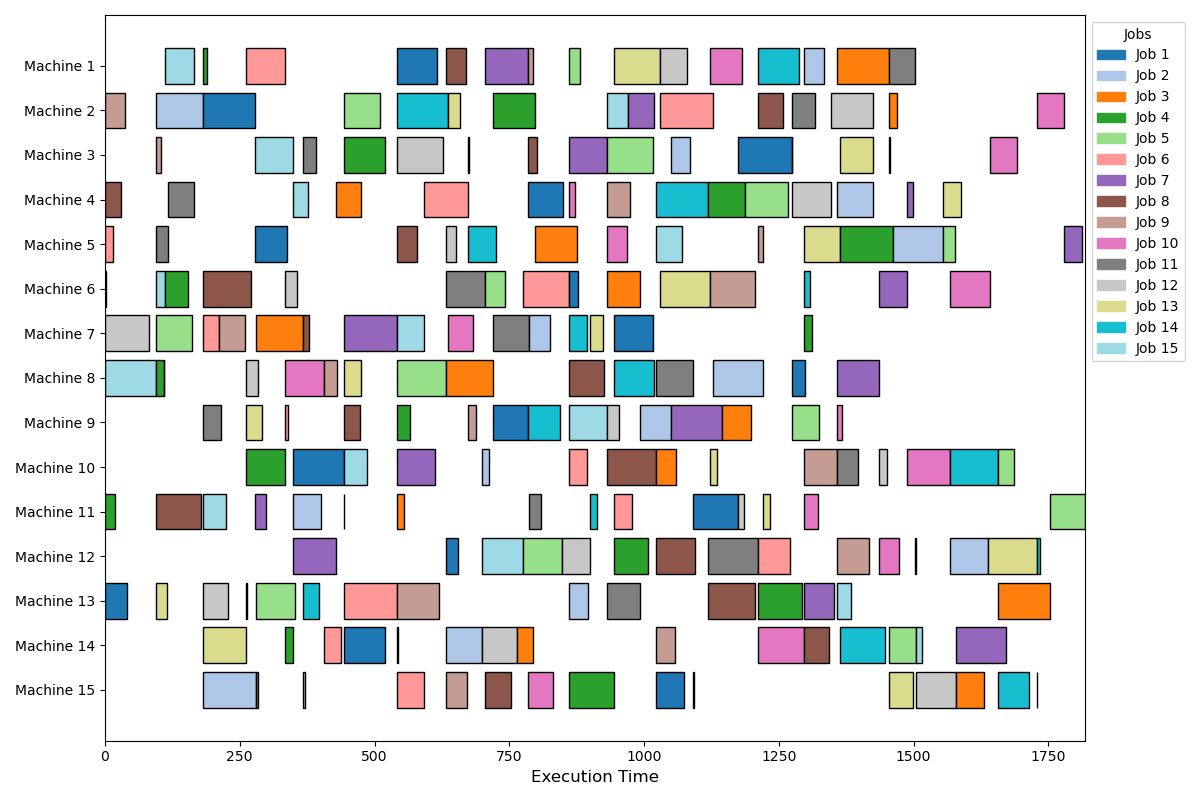 Machine 1
Machine 2
Machine 3
Machine 4
Machine 5
Machine 6
Machine 7
Machine 8
Machine 9
Machine 10
Machine 11
Machine 12
Machine 13
Machine 14
Machine 15
0 250 500 750 1000 1250 1500 1750
Execution Time
Jobs
Job 1
Job 2
Job 3
Job 4
Job 5
Job 6
Job 7
Job 8
Job 9
Job 10
Job 11
Job 12
Job 13
Job 14
Job 15